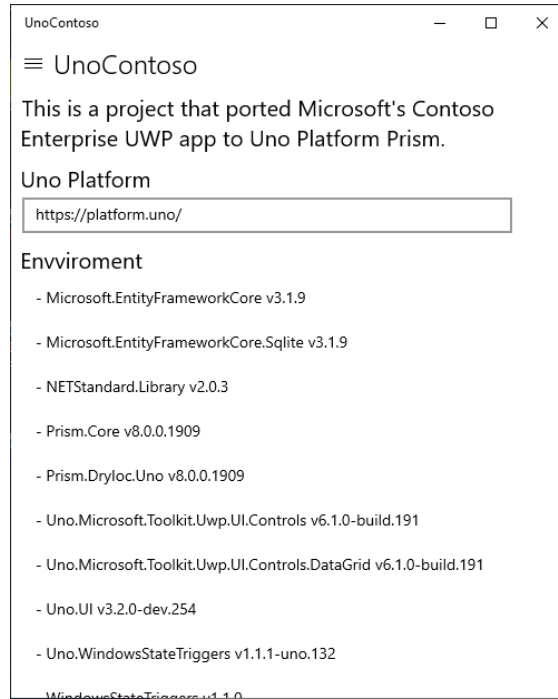 UnoContoso
UnoContoso
This is a project that ported Microsoft's Contoso
Enterprise UWP app to Uno Platform Prism.
Uno Platform
https://platform.uno/
Envviroment
- Microsoft.EntityFrameworkCore v3.1.9
- Microsoft.EntityFrameworkCore.Sqlite v3.1.9
- NETStandard.Library v2.0.3
- Prism.Core v8.0.0.1909
- Prism.DryIoc.Uno v8.0.0.1909
- Uno.Microsoft.Toolkit.Uwp.UI.Controls v6.1.0-build.191
- Uno.Microsoft.Toolkit.Uwp.UI.Controls.DataGrid v6.1.0-build.191
- Uno.UI v3.2.0-dev.254
- Uno.WindowsStateTriggers v1.1.1-uno.132
- WindowsStateTriggers v1.1.0